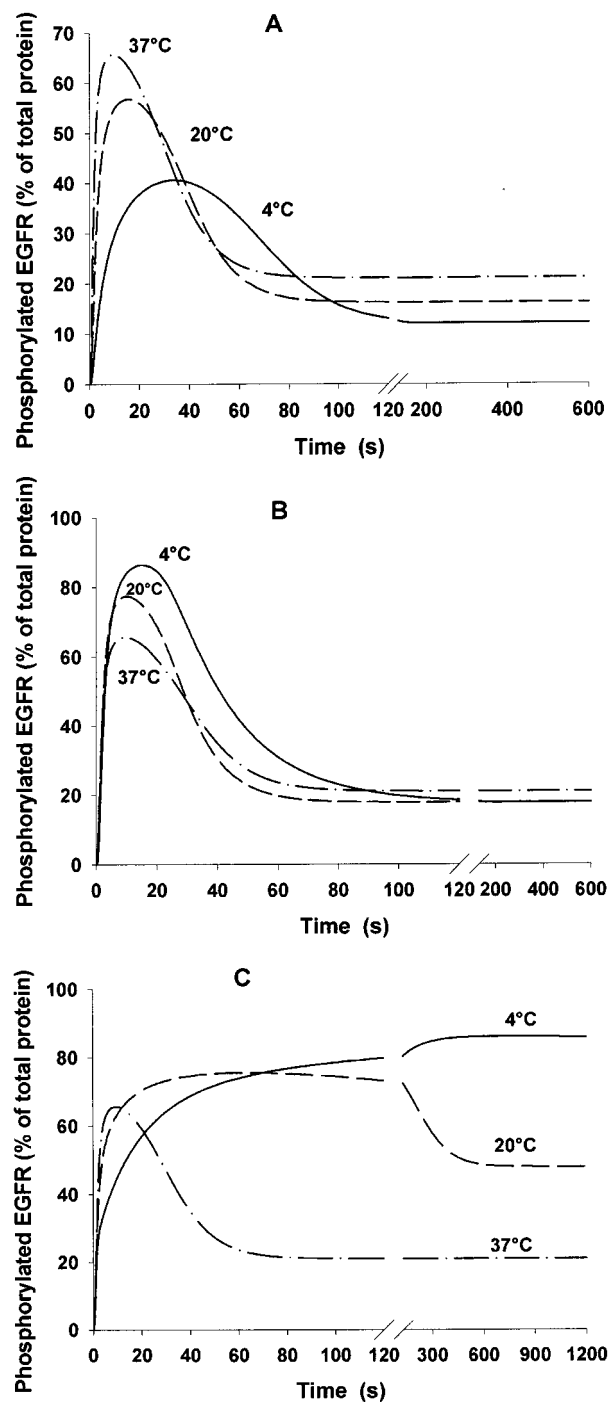 A
Phosphorylated EGFR (% of total protein)
70
60
50
40
30
20
10
0
37°C
20°C
4°C
0 20 40 60 80 100 120 200 400 600
Time (s)
B
Phosphorylated EGFR (% of total protein)
100
80
60
40
20
0
4°C
20°C
37°C
0 20 40 60 80 100 120 200 400 600
Time (s)
C
Phosphorylated EGFR (% of total protein)
100
80
60
40
20
0
4°C
20°C
37°C
0 20 40 60 80 100 120 300 600 900 1200
Time (s)